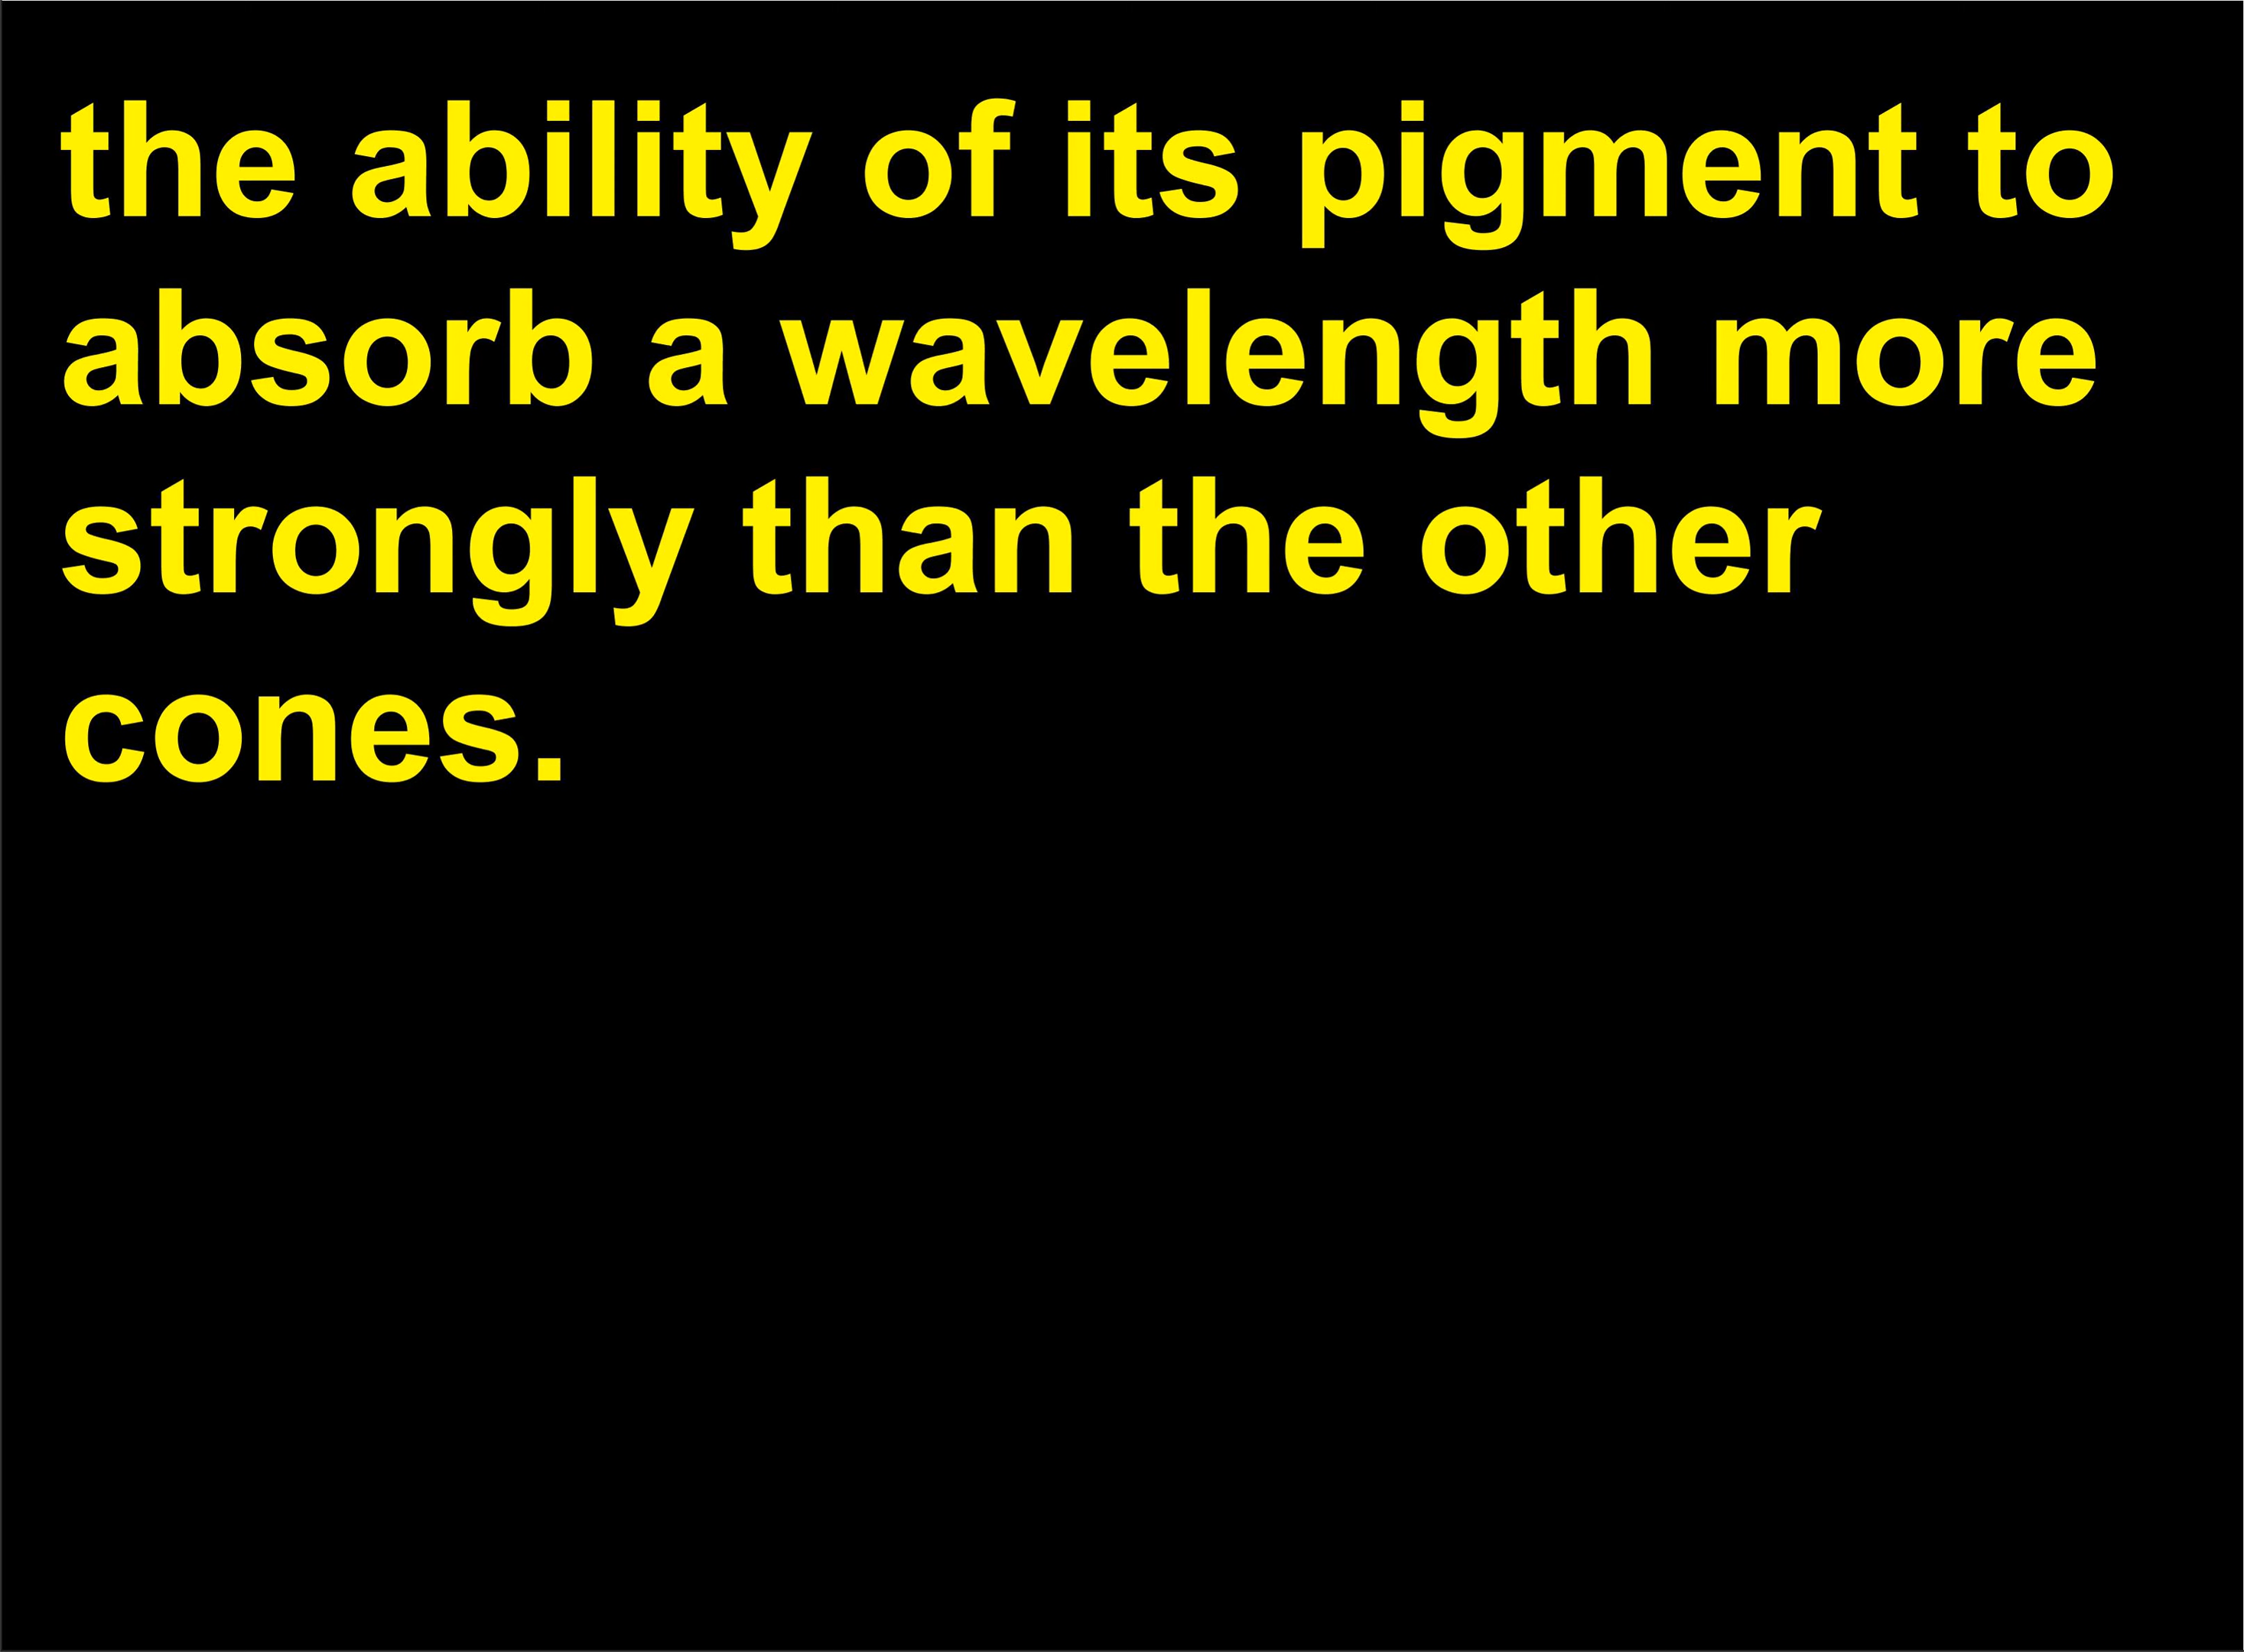 the ability of its pigment to
absorb a wavelength more
strongly than the other
cones.